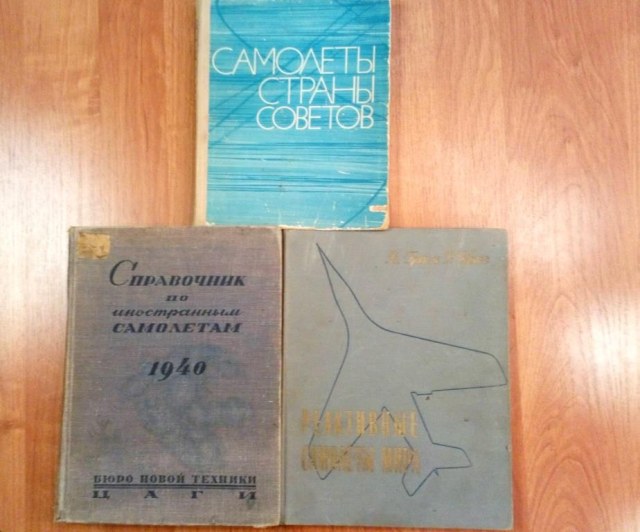 САМОЛЕТЫ
СТРАНЫ
СОВЕТОВ
СПРАВОЧНИК
по
иностранным
САМОЛЕТАМ
1940
БЮРО НОВОЙ ТЕХНИКИ
ЦАГИ
РЕАКТИВНЫЕ
САМОЛЕТЫ МИРА